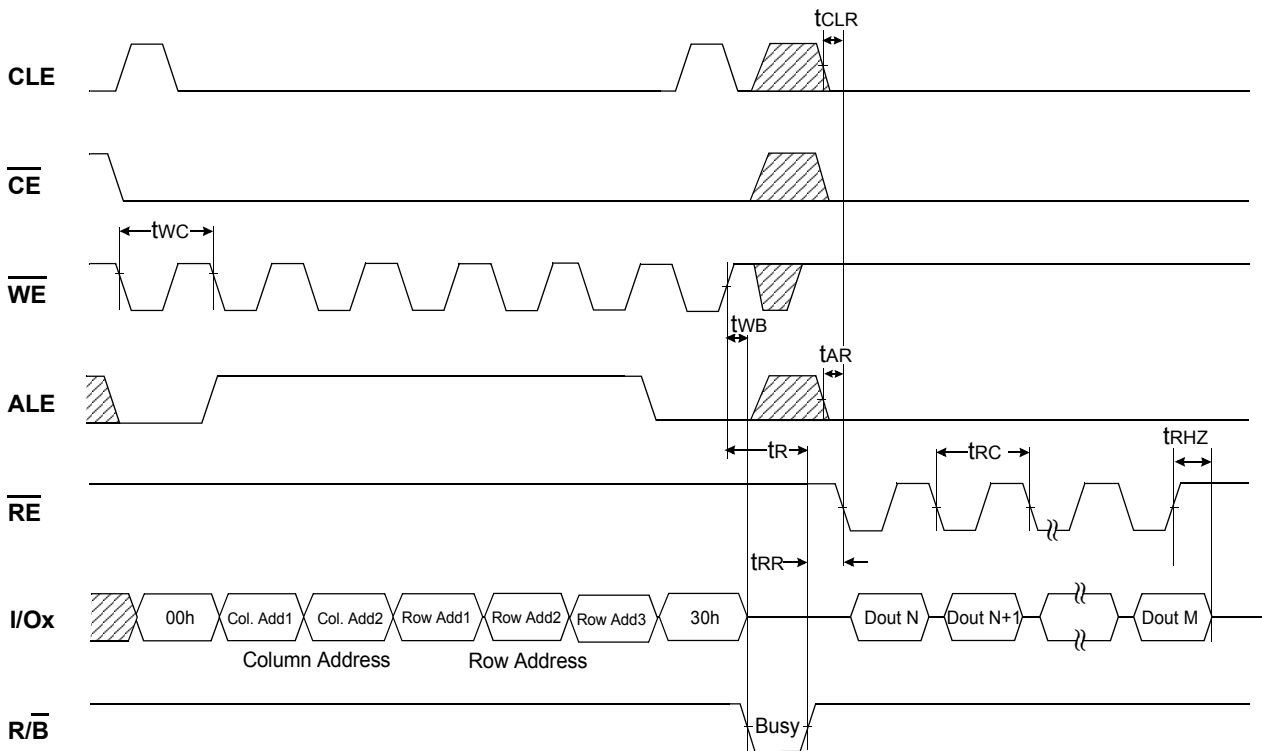 tCLR
CLE
CE
tWC
WE
tWB
tAR
ALE
tR
tRC
tRHZ
RE
tRR
I/Ox
00h Col. Add1 Col. Add2 Row Add1 Row Add2 Row Add3 30h Dout N Dout N+1 Dout M
Column Address Row Address
R/B
Busy